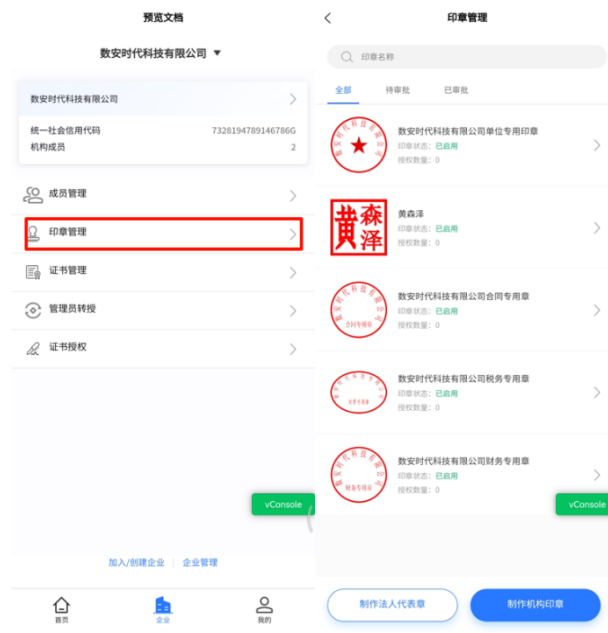 预览文档
数安时代科技有限公司 ▼
数安时代科技有限公司
统一社会信用代码 7328194789146786G
机构成员 2
成员管理
印章管理
证书管理
管理员转授
证书授权
vConsole
加入/创建企业 企业管理
首页 企业 我的
印章管理
印章名称
全部 待审批 已审批
数安时代科技有限公司单位专用印章
印章状态：已启用
授权数量：0
黄森泽
黄森泽
印章状态：已启用
授权数量：0
合同专用章
数安时代科技有限公司合同专用章
印章状态：已启用
授权数量：0
数安时代科技有限公司税务专用章
印章状态：已启用
授权数量：0
财务专用章
数安时代科技有限公司财务专用章
印章状态：已启用
授权数量：0
vConsole
制作法人代表章 制作机构印章